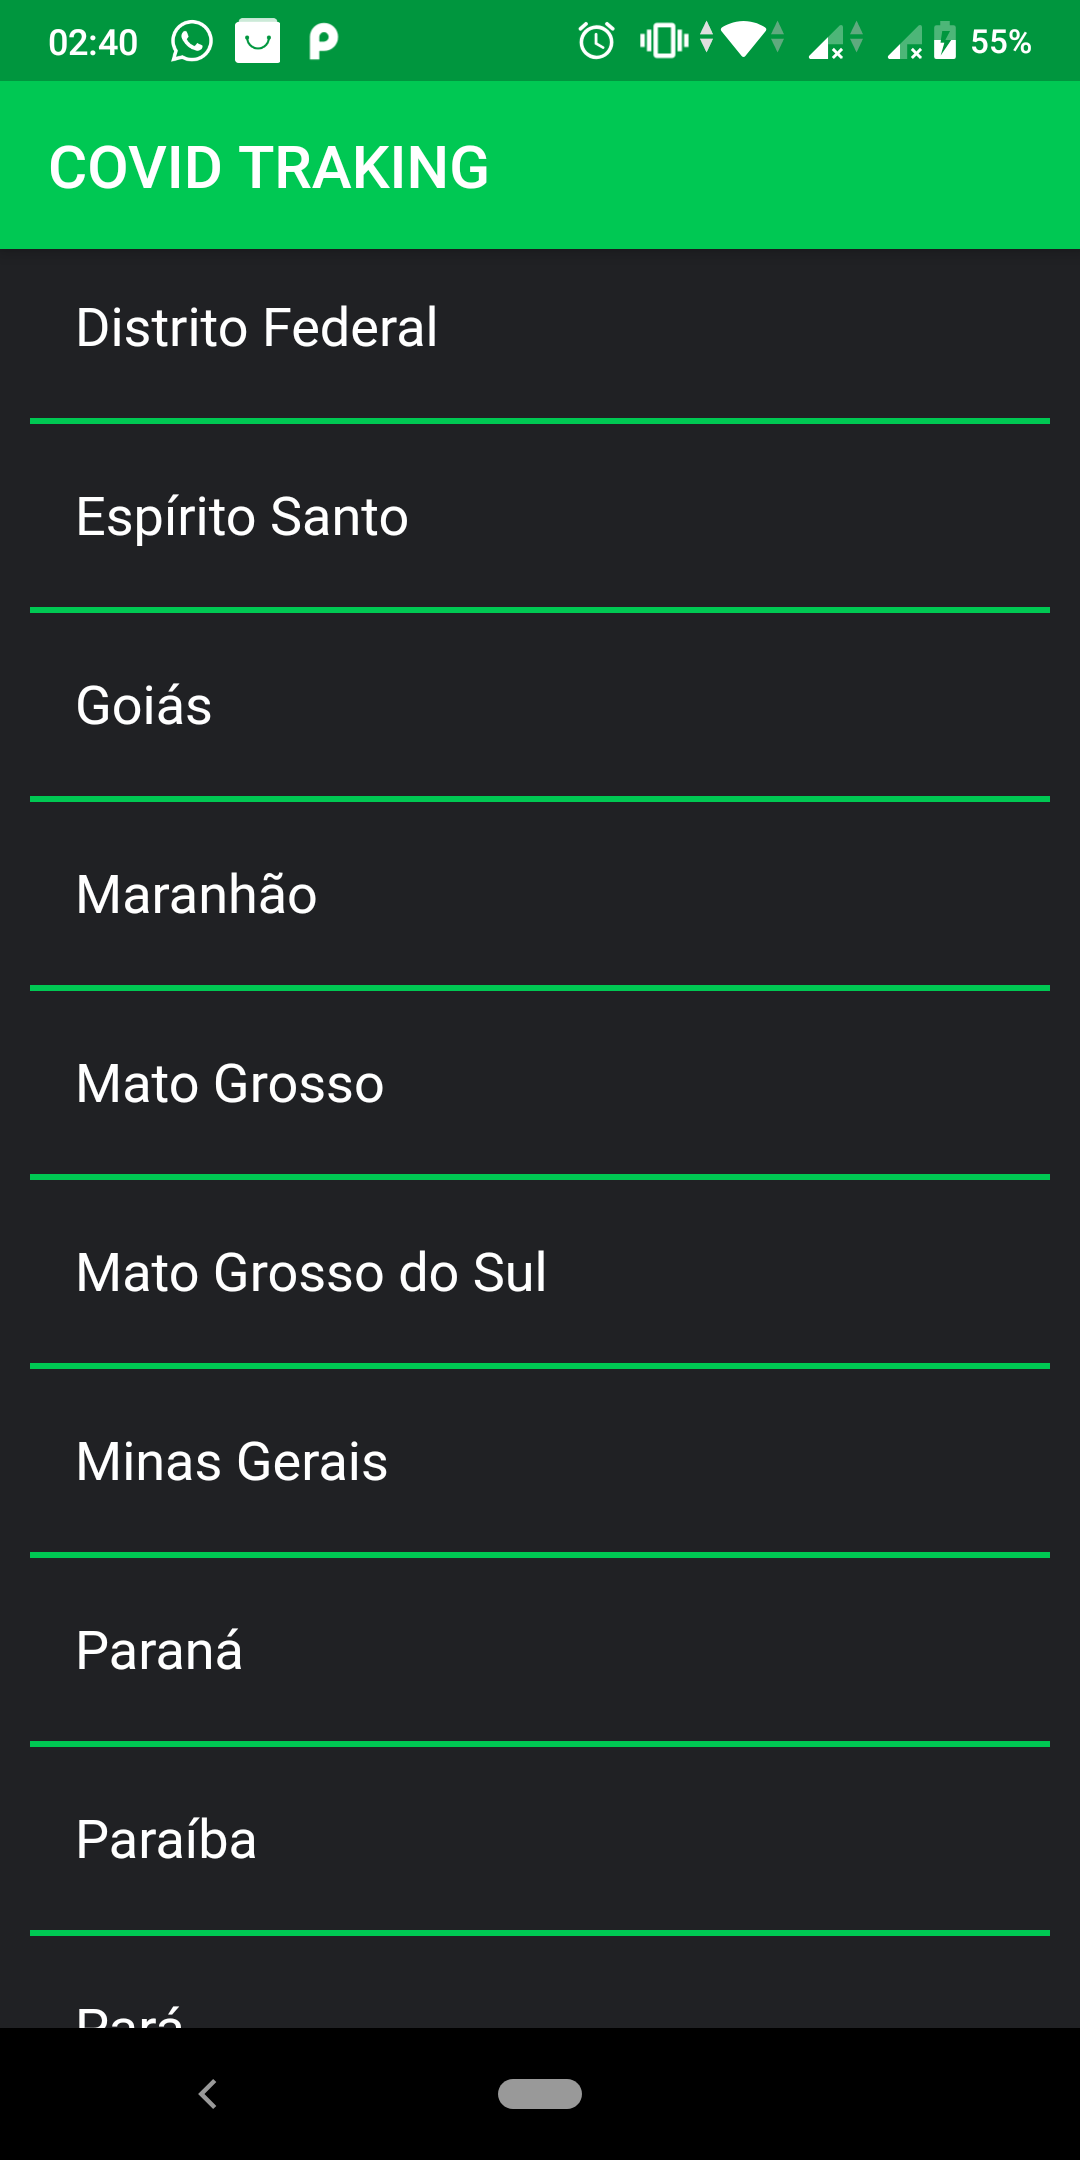 02:40 55%
COVID TRAKING
Distrito Federal
Espírito Santo
Goiás
Maranhão
Mato Grosso
Mato Grosso do Sul
Minas Gerais
Paraná
Paraíba
Pará